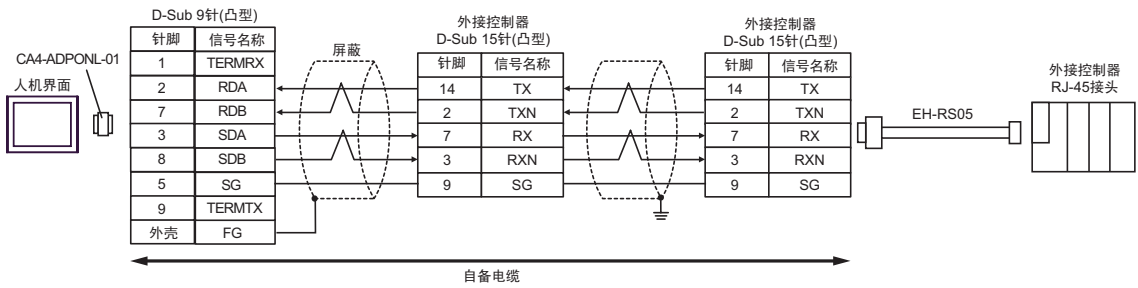 D-Sub 9针(凸型)
外接控制器
D-Sub 15针(凸型)
外接控制器
D-Sub 15针(凸型)
CA4-ADPONL-01
人机界面
针脚 信号名称
1 TERMRX
2 RDA
7 RDB
3 SDA
8 SDB
5 SG
9 TERMTX
外壳 FG
屏蔽
针脚 信号名称
14 TX
2 TXN
7 RX
3 RXN
9 SG
针脚 信号名称
14 TX
2 TXN
7 RX
3 RXN
9 SG
EH-RS05
外接控制器
RJ-45接头
自备电缆